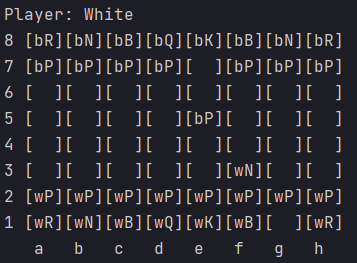 Player: White
8 [bR][bN][bB][bQ][bK][bB][bN][bR]
7 [bP][bP][bP][bP][  ][bP][bP][bP]
6 [  ][  ][  ][  ][  ][  ][  ][  ]
5 [  ][  ][  ][  ][bP][  ][  ][  ]
4 [  ][  ][  ][  ][  ][  ][  ][  ]
3 [  ][  ][  ][  ][  ][wN][  ][  ]
2 [wP][wP][wP][wP][wP][wP][wP][wP]
1 [wR][wN][wB][wQ][wK][wB][  ][wR]
   a   b   c   d   e   f   g   h